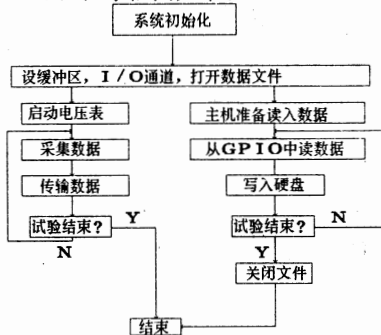 系统初始化
设缓冲区，I／O通道，打开数据文件
启动电压表
主机准备读入数据
采集数据
从GPIO中读数据
传输数据
写入硬盘
试验结束？
Y
N
试验结束？
N
Y
关闭文件
结束